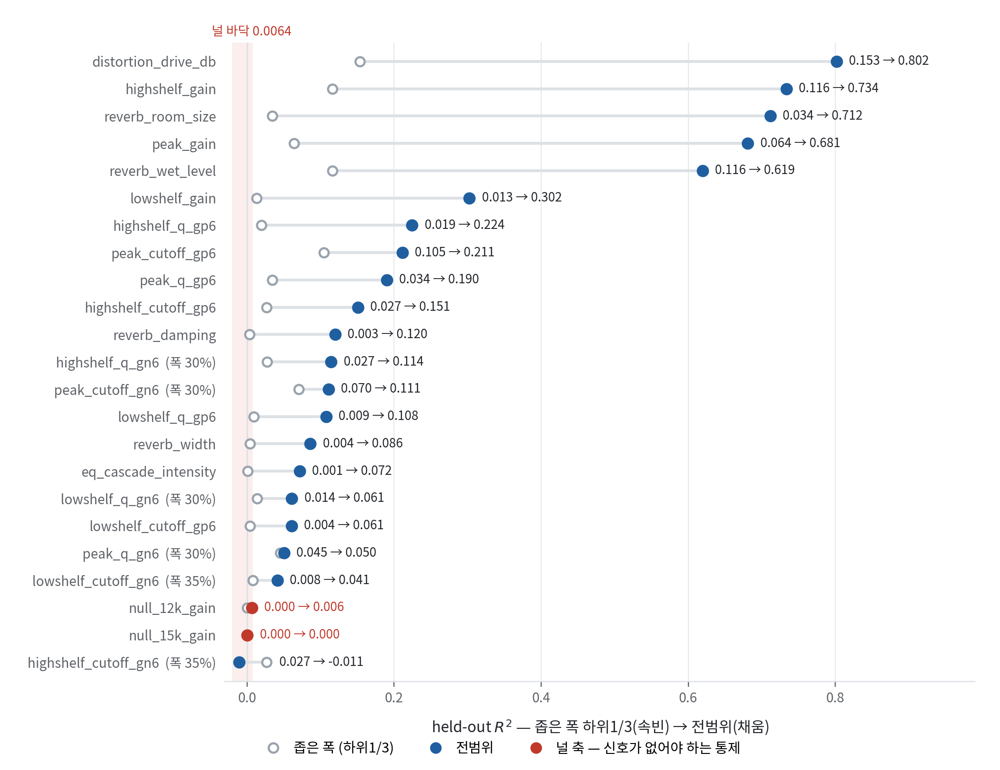 널 바닥 0.0064
distortion_drive_db 0.153 → 0.802
highshelf_gain 0.116 → 0.734
reverb_room_size 0.034 → 0.712
peak_gain 0.064 → 0.681
reverb_wet_level 0.116 → 0.619
lowshelf_gain 0.013 → 0.302
highshelf_q_gp6 0.019 → 0.224
peak_cutoff_gp6 0.105 → 0.211
peak_q_gp6 0.034 → 0.190
highshelf_cutoff_gp6 0.027 → 0.151
reverb_damping 0.003 → 0.120
highshelf_q_gn6 (폭 30%) 0.027 → 0.114
peak_cutoff_gn6 (폭 30%) 0.070 → 0.111
lowshelf_q_gp6 0.009 → 0.108
reverb_width 0.004 → 0.086
eq_cascade_intensity 0.001 → 0.072
lowshelf_q_gn6 (폭 30%) 0.014 → 0.061
lowshelf_cutoff_gp6 0.004 → 0.061
peak_q_gn6 (폭 30%) 0.045 → 0.050
lowshelf_cutoff_gn6 (폭 35%) 0.008 → 0.041
null_12k_gain 0.000 → 0.006
null_15k_gain 0.000 → 0.000
highshelf_cutoff_gn6 (폭 35%) 0.027 → -0.011
0.0 0.2 0.4 0.6 0.8
held-out R² — 좁은 폭 하위1/3(속빈) → 전범위(채움)
좁은 폭 (하위1/3) 전범위 널 축 — 신호가 없어야 하는 통제